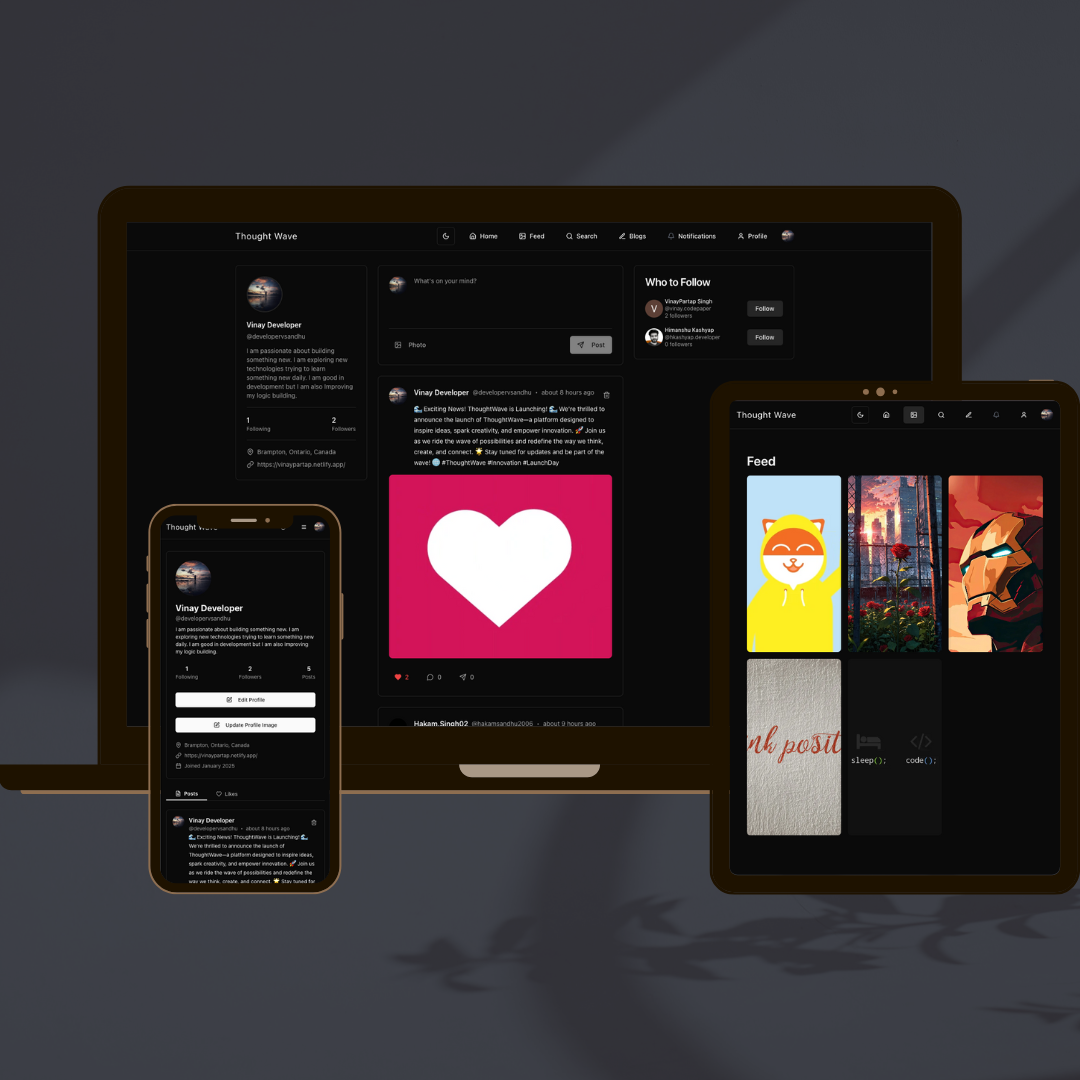 Thought Wave
Home
Feed
Search
Blogs
Notifications
Profile
Vinay Developer
@developervsandhu
I am passionate about building
something new. I am exploring new
technologies trying to learn
something new daily. I am good in
development but I am also Improving
my logic building.
1
Following
2
Followers
Brampton, Ontario, Canada
https://vinaypartap.netlify.app/
What's on your mind?
Photo
Post
Vinay Developer @developervsandhu • about 8 hours ago
🌊 Exciting News! ThoughtWave is Launching! 🌊 We're thrilled to
announce the launch of ThoughtWave—a platform designed to
inspire ideas, spark creativity, and empower innovation. 🚀 Join us
as we ride the wave of possibilities and redefine the way we think,
create, and connect. 🌟 Stay tuned for updates and be part of the
wave! 🌐 #ThoughtWave #Innovation #LaunchDay
2
0
0
Hakam.Singh02 @hakamsandhu2006 • about 9 hours ago
Who to Follow
V
VinayPartap Singh
@vinay.codepapor
2 followers
Follow
Himanshu Kashyap
@hkashyap.developer
0 followers
Follow
Thought Wave
Vinay Developer
@developervsandhu
I am passionate about building something new. I am
exploring new technologies trying to learn something new
daily. I am good in development but I am also Improving
my logic building.
1
Following
2
Followers
5
Posts
Edit Profile
Update Profile Image
Brampton, Ontario, Canada
https://vinaypartap.netlify.app/
Joined January 2025
Posts
Likes
Vinay Developer
@developervsandhu • about 8 hours ago
🌊 Exciting News! ThoughtWave is Launching! 🌊
We're thrilled to announce the launch of
ThoughtWave—a platform designed to inspire ideas,
spark creativity, and empower innovation. 🚀 Join us
as we ride the wave of possibilities and redefine the
way we think, create, and connect. 🌟 Stay tuned for
Thought Wave
Feed
nk posit
sleep();
code();